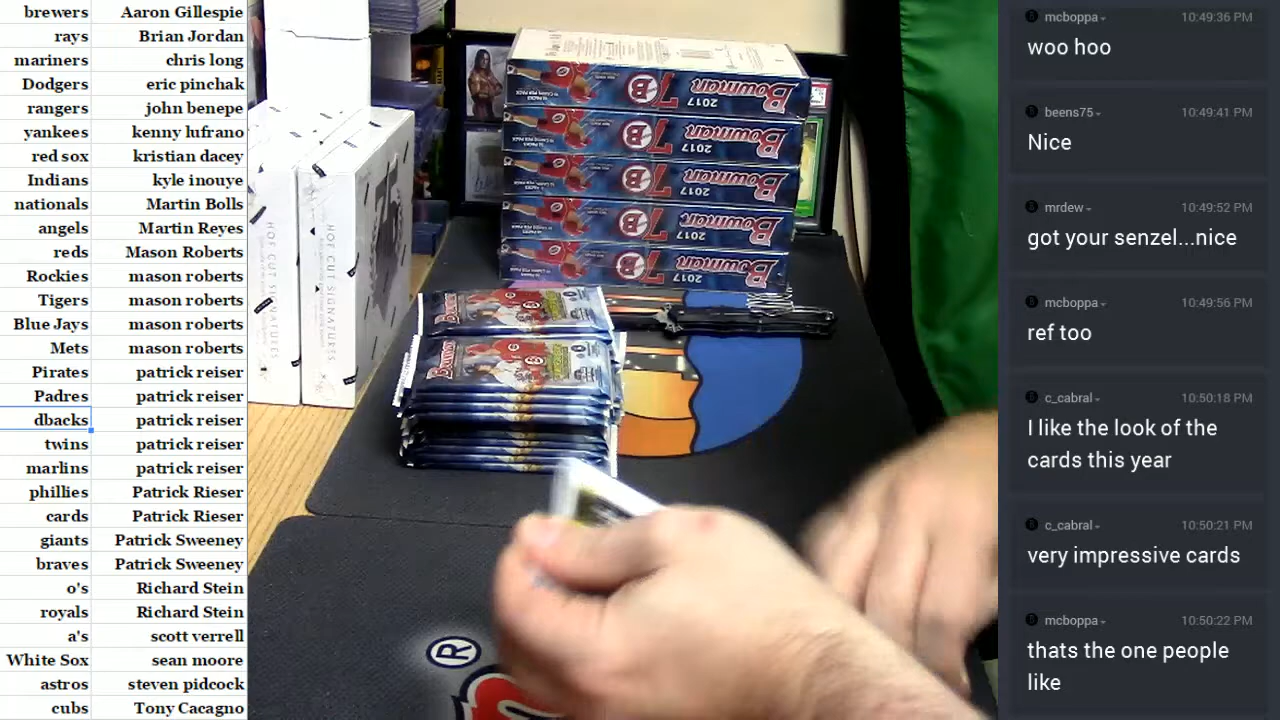 brewers Aaron Gillespie
rays Brian Jordan
mariners chris long
Dodgers eric pinchak
rangers john benepe
yankees kenny lufrano
red sox kristian dacey
Indians kyle inouye
nationals Martin Bolls
angels Martin Reyes
reds Mason Roberts
Rockies mason roberts
Tigers mason roberts
Blue Jays mason roberts
Mets mason roberts
Pirates patrick reiser
Padres patrick reiser
dbacks patrick reiser
twins patrick reiser
marlins patrick reiser
phillies Patrick Rieser
cards Patrick Rieser
giants Patrick Sweeney
braves Patrick Sweeney
o's Richard Stein
royals Richard Stein
a's scott verrell
White Sox sean moore
astros steven pidcock
cubs Tony Cacagno
HOF CUT SIGNATURES
HOF CUT SIGNATURES
2017 Bowman
B
2017 Bowman
B
2017 Bowman
B
2017 Bowman
B
2017 Bowman
B
Bowman
Bowman
®
mcboppa 10:49:36 PM
woo hoo
beens75 10:49:41 PM
Nice
mrdew 10:49:52 PM
got your senzel...nice
mcboppa 10:49:56 PM
ref too
c_cabral 10:50:18 PM
I like the look of the
cards this year
c_cabral 10:50:21 PM
very impressive cards
mcboppa 10:50:22 PM
thats the one people
like